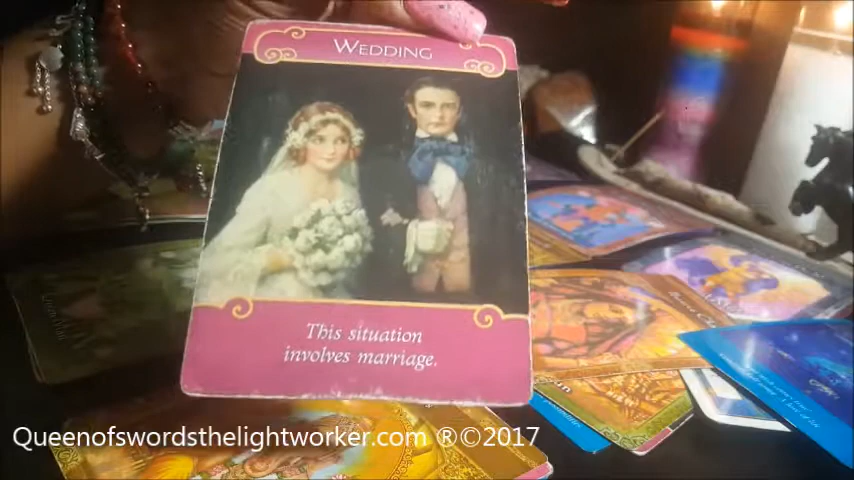 WEDDING
This situation
involves marriage.
Queenofswordsthelightworker.com ®©2017